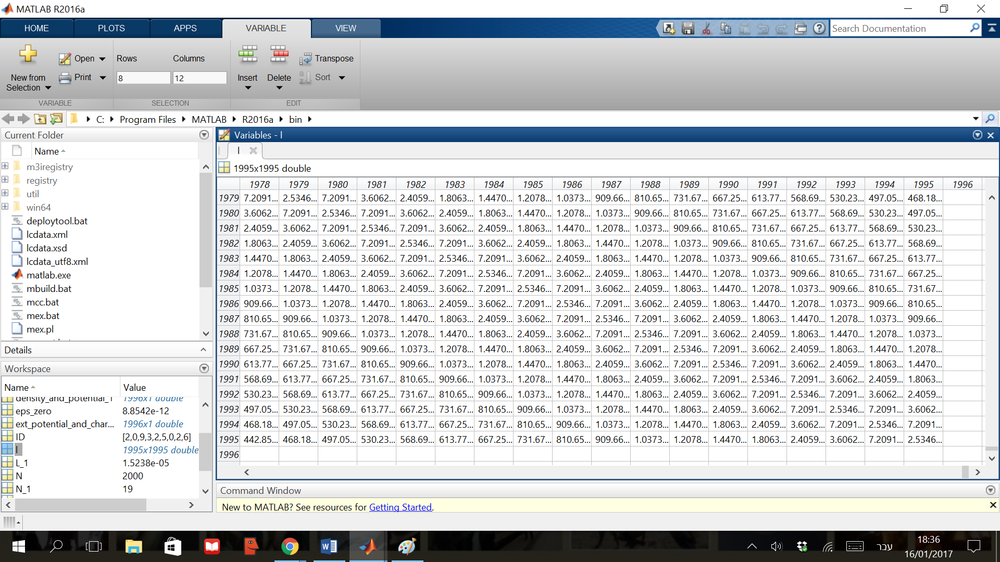 MATLAB R2016a
HOME PLOTS APPS VARIABLE VIEW Search Documentation
New from Selection Open Print Rows Columns 8 12 Insert Delete Transpose Sort
VARIABLE SELECTION EDIT
C: Program Files MATLAB R2016a bin
Current Folder
Name
m3iregistry
registry
util
win64
deploytool.bat
lcdata.xml
lcdata.xsd
lcdata_utf8.xml
matlab.exe
mbuild.bat
mcc.bat
mex.bat
mex.pl
Details
Workspace
Name Value
density_and_potential_1 1996x1 double
eps_zero 8.8542e-12
ext_potential_and_char... 1996x1 double
ID [2,0,9,3,2,5,0,2,6]
l 1995x1995 double
L_1 1.5238e-05
N 2000
N_1 19
Variables - l
l
1995x1995 double
1978 1979 1980 1981 1982 1983 1984 1985 1986 1987 1988 1989 1990 1991 1992 1993 1994 1995 1996
1979 7.2091... 2.5346... 7.2091... 3.6062... 2.4059... 1.8063... 1.4470... 1.2078... 1.0373... 909.66... 810.65... 731.67... 667.25... 613.77... 568.69... 530.23... 497.05... 468.18...
1980 3.6062... 7.2091... 2.5346... 7.2091... 3.6062... 2.4059... 1.8063... 1.4470... 1.2078... 1.0373... 909.66... 810.65... 731.67... 667.25... 613.77... 568.69... 530.23... 497.05...
1981 2.4059... 3.6062... 7.2091... 2.5346... 7.2091... 3.6062... 2.4059... 1.8063... 1.4470... 1.2078... 1.0373... 909.66... 810.65... 731.67... 667.25... 613.77... 568.69... 530.23...
1982 1.8063... 2.4059... 3.6062... 7.2091... 2.5346... 7.2091... 3.6062... 2.4059... 1.8063... 1.4470... 1.2078... 1.0373... 909.66... 810.65... 731.67... 667.25... 613.77... 568.69...
1983 1.4470... 1.8063... 2.4059... 3.6062... 7.2091... 2.5346... 7.2091... 3.6062... 2.4059... 1.8063... 1.4470... 1.2078... 1.0373... 909.66... 810.65... 731.67... 667.25... 613.77...
1984 1.2078... 1.4470... 1.8063... 2.4059... 3.6062... 7.2091... 2.5346... 7.2091... 3.6062... 2.4059... 1.8063... 1.4470... 1.2078... 1.0373... 909.66... 810.65... 731.67... 667.25...
1985 1.0373... 1.2078... 1.4470... 1.8063... 2.4059... 3.6062... 7.2091... 2.5346... 7.2091... 3.6062... 2.4059... 1.8063... 1.4470... 1.2078... 1.0373... 909.66... 810.65... 731.67...
1986 909.66... 1.0373... 1.2078... 1.4470... 1.8063... 2.4059... 3.6062... 7.2091... 2.5346... 7.2091... 3.6062... 2.4059... 1.8063... 1.4470... 1.2078... 1.0373... 909.66... 810.65...
1987 810.65... 909.66... 1.0373... 1.2078... 1.4470... 1.8063... 2.4059... 3.6062... 7.2091... 2.5346... 7.2091... 3.6062... 2.4059... 1.8063... 1.4470... 1.2078... 1.0373... 909.66...
1988 731.67... 810.65... 909.66... 1.0373... 1.2078... 1.4470... 1.8063... 2.4059... 3.6062... 7.2091... 2.5346... 7.2091... 3.6062... 2.4059... 1.8063... 1.4470... 1.2078... 1.0373...
1989 667.25... 731.67... 810.65... 909.66... 1.0373... 1.2078... 1.4470... 1.8063... 2.4059... 3.6062... 7.2091... 2.5346... 7.2091... 3.6062... 2.4059... 1.8063... 1.4470... 1.2078...
1990 613.77... 667.25... 731.67... 810.65... 909.66... 1.0373... 1.2078... 1.4470... 1.8063... 2.4059... 3.6062... 7.2091... 2.5346... 7.2091... 3.6062... 2.4059... 1.8063... 1.4470...
1991 568.69... 613.77... 667.25... 731.67... 810.65... 909.66... 1.0373... 1.2078... 1.4470... 1.8063... 2.4059... 3.6062... 7.2091... 2.5346... 7.2091... 3.6062... 2.4059... 1.8063...
1992 530.23... 568.69... 613.77... 667.25... 731.67... 810.65... 909.66... 1.0373... 1.2078... 1.4470... 1.8063... 2.4059... 3.6062... 7.2091... 2.5346... 7.2091... 3.6062... 2.4059...
1993 497.05... 530.23... 568.69... 613.77... 667.25... 731.67... 810.65... 909.66... 1.0373... 1.2078... 1.4470... 1.8063... 2.4059... 3.6062... 7.2091... 2.5346... 7.2091... 3.6062...
1994 468.18... 497.05... 530.23... 568.69... 613.77... 667.25... 731.67... 810.65... 909.66... 1.0373... 1.2078... 1.4470... 1.8063... 2.4059... 3.6062... 7.2091... 2.5346... 7.2091...
1995 442.85... 468.18... 497.05... 530.23... 568.69... 613.77... 667.25... 731.67... 810.65... 909.66... 1.0373... 1.2078... 1.4470... 1.8063... 2.4059... 3.6062... 7.2091... 2.5346...
1996
Command Window
New to MATLAB? See resources for Getting Started.
עבר
18:36
16/01/2017